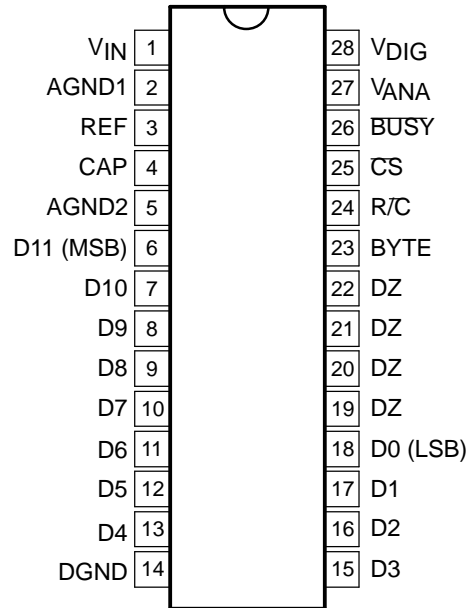 VIN 1 28 VDIG
AGND1 2 27 VANA
REF 3 26 BUSY
CAP 4 25 CS
AGND2 5 24 R/C
D11 (MSB) 6 23 BYTE
D10 7 22 DZ
D9 8 21 DZ
D8 9 20 DZ
D7 10 19 DZ
D6 11 18 D0 (LSB)
D5 12 17 D1
D4 13 16 D2
DGND 14 15 D3